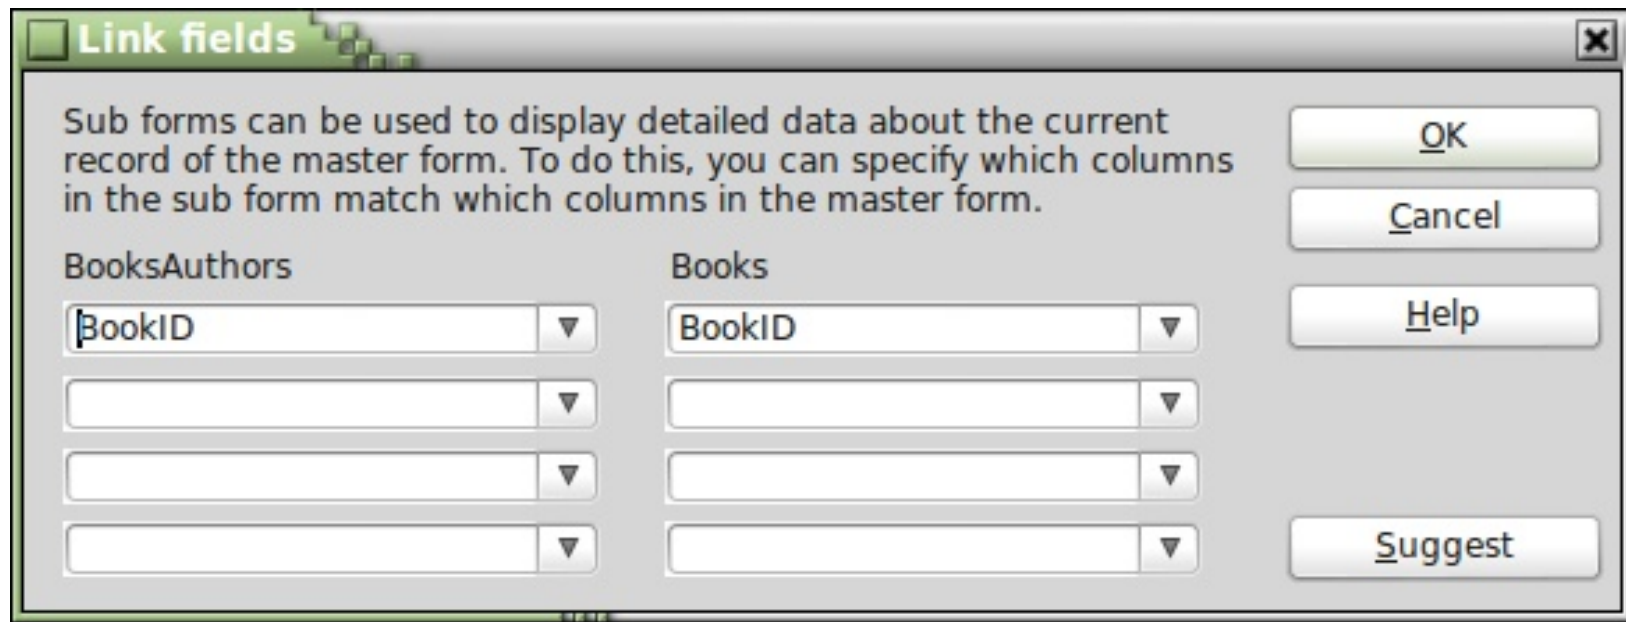 Link fields
Sub forms can be used to display detailed data about the current
record of the master form. To do this, you can specify which columns
in the sub form match which columns in the master form.
BooksAuthors
Books
BookID
BookID
OK
Cancel
Help
Suggest